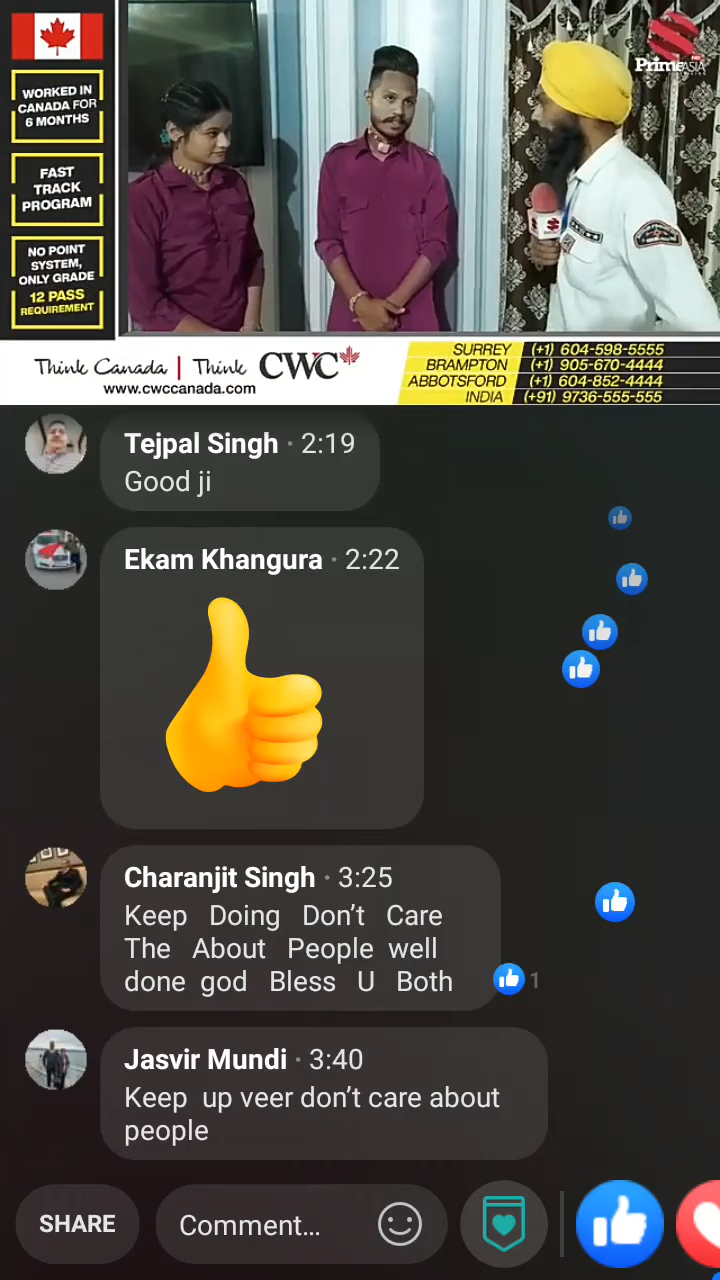 WORKED IN
CANADA FOR
6 MONTHS
FAST
TRACK
PROGRAM
NO POINT
SYSTEM,
ONLY GRADE
12 PASS
REQUIREMENT
PrimeASIA
Think Canada | Think CWC
www.cwccanada.com
SURREY (+1) 604-598-5555
BRAMPTON (+1) 905-670-4444
ABBOTSFORD (+1) 604-852-4444
INDIA (+91) 9736-555-555
Tejpal Singh · 2:19
Good ji
Ekam Khangura · 2:22
Charanjit Singh · 3:25
Keep Doing Don’t Care
The About People well
done god Bless U Both
1
Jasvir Mundi · 3:40
Keep up veer don’t care about
people
SHARE
Comment...